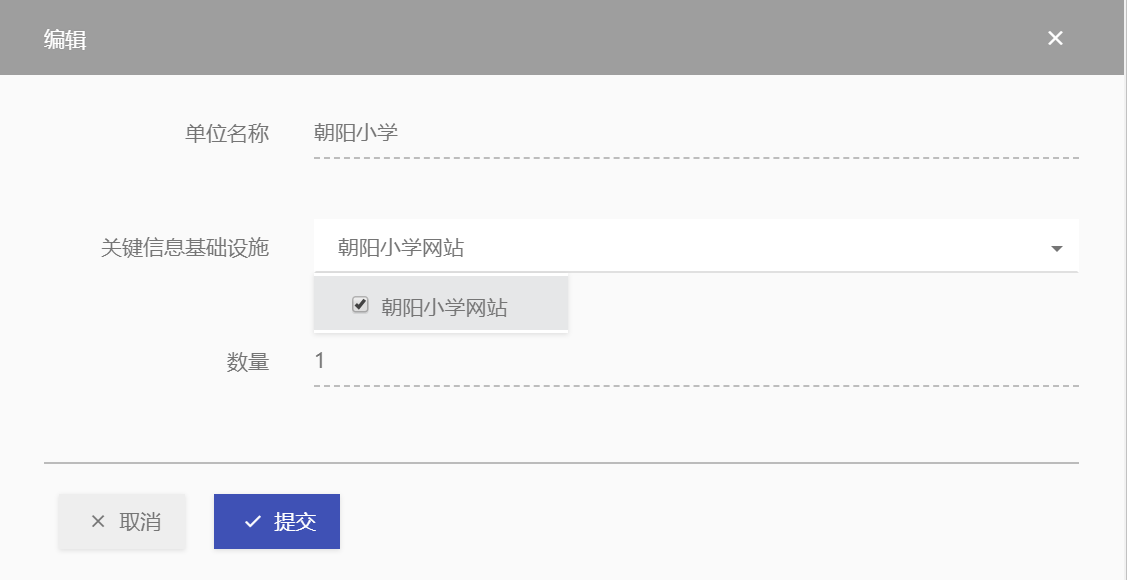 编辑
单位名称 朝阳小学
关键信息基础设施 朝阳小学网站
朝阳小学网站
数量 1
取消 提交